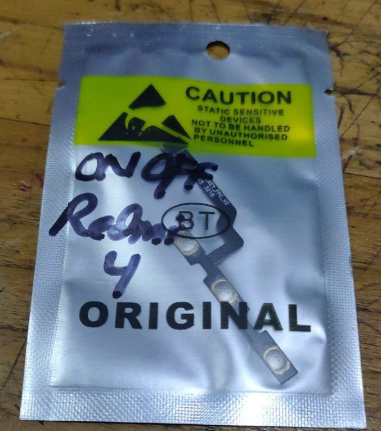 CAUTION
STATIC SENSITIVE
DEVICES
NOT TO BE HANDLED
BY UNAUTHORISED
PERSONNEL
ON OFF
Redmi
BT
4
ORIGINAL